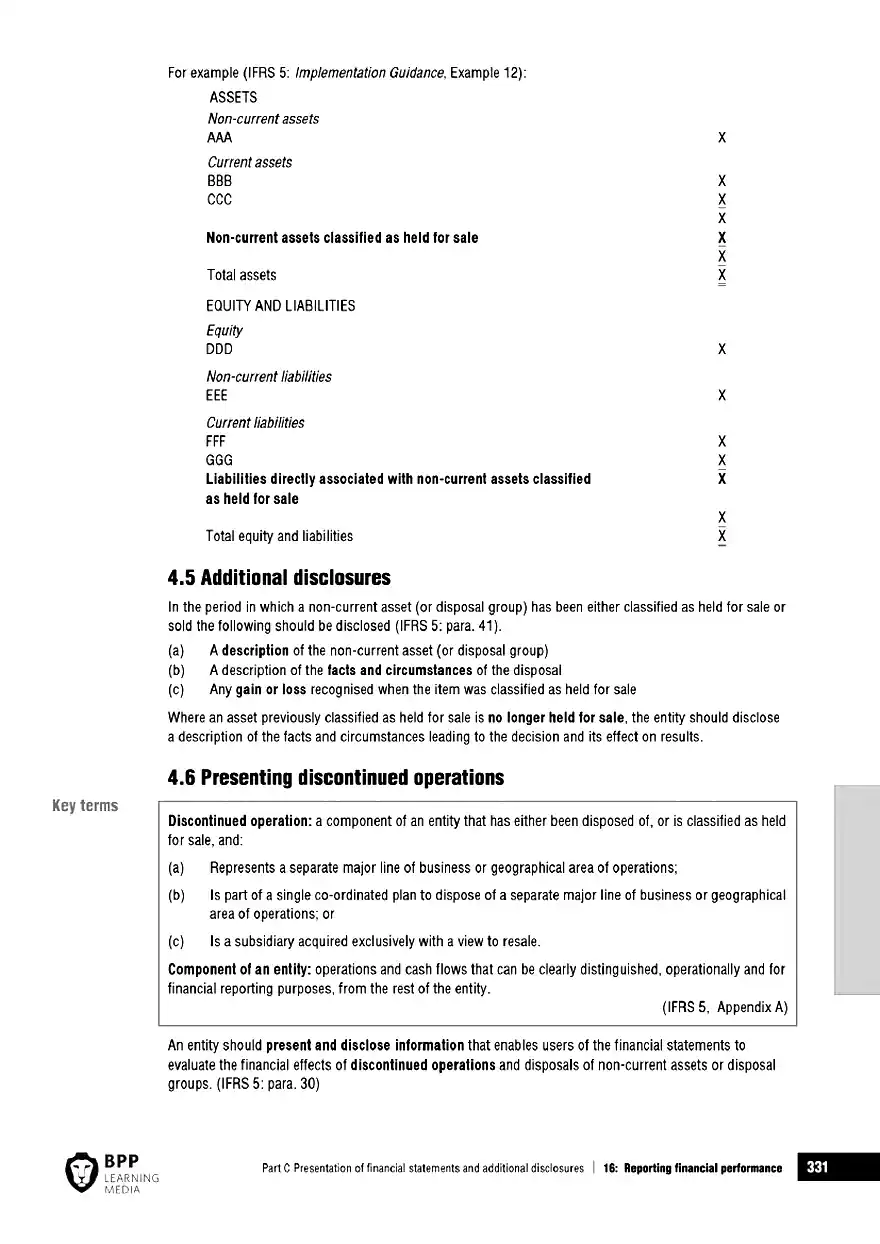 For example (IFRS 5: Implementation Guidance, Example 12):
ASSETS
Non-current assets
AAA X
Current assets
BBB X
CCC X
X
Non-current assets classified as held for sale X
X
Total assets X
EQUITY AND LIABILITIES
Equity
DDD X
Non-current liabilities
EEE X
Current liabilities
FFF X
GGG X
Liabilities directly associated with non-current assets classified X
as held for sale
X
Total equity and liabilities X
4.5 Additional disclosures
In the period in which a non-current asset (or disposal group) has been either classified as held for sale or
sold the following should be disclosed (IFRS 5: para. 41).
(a) A description of the non-current asset (or disposal group)
(b) A description of the facts and circumstances of the disposal
(c) Any gain or loss recognised when the item was classified as held for sale
Where an asset previously classified as held for sale is no longer held for sale, the entity should disclose
a description of the facts and circumstances leading to the decision and its effect on results.
4.6 Presenting discontinued operations
Key terms
Discontinued operation: a component of an entity that has either been disposed of, or is classified as held
for sale, and:
(a) Represents a separate major line of business or geographical area of operations;
(b) Is part of a single co-ordinated plan to dispose of a separate major line of business or geographical
area of operations; or
(c) Is a subsidiary acquired exclusively with a view to resale.
Component of an entity: operations and cash flows that can be clearly distinguished, operationally and for
financial reporting purposes, from the rest of the entity.
(IFRS 5, Appendix A)
An entity should present and disclose information that enables users of the financial statements to
evaluate the financial effects of discontinued operations and disposals of non-current assets or disposal
groups. (IFRS 5: para. 30)
BPP
LEARNING
MEDIA
Part C Presentation of financial statements and additional disclosures | 16: Reporting financial performance 331